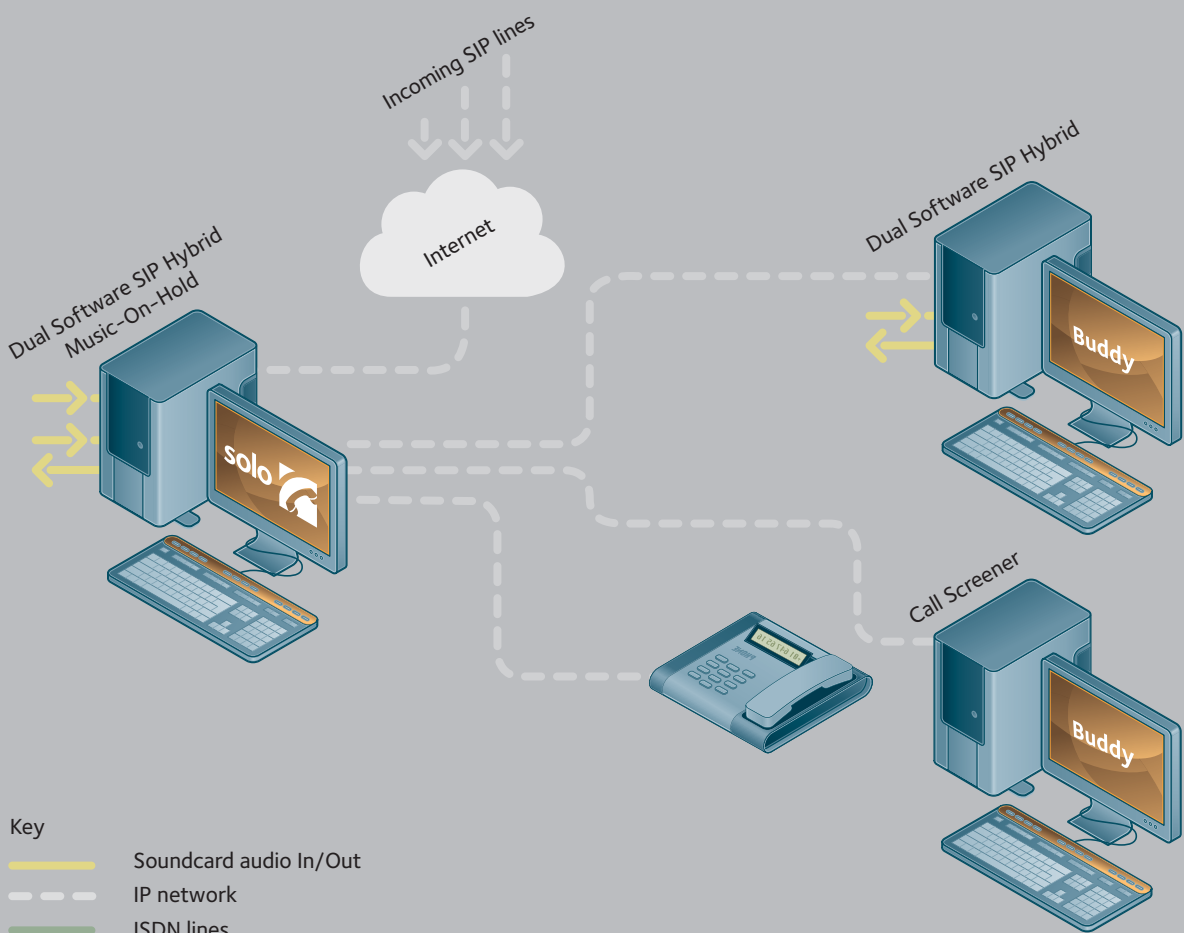 Incoming SIP lines
Internet
Dual Software SIP Hybrid
Music-On-Hold
solo
Dual Software SIP Hybrid
Buddy
Call Screener
Buddy
Key
Soundcard audio In/Out
IP network
ISDN lines